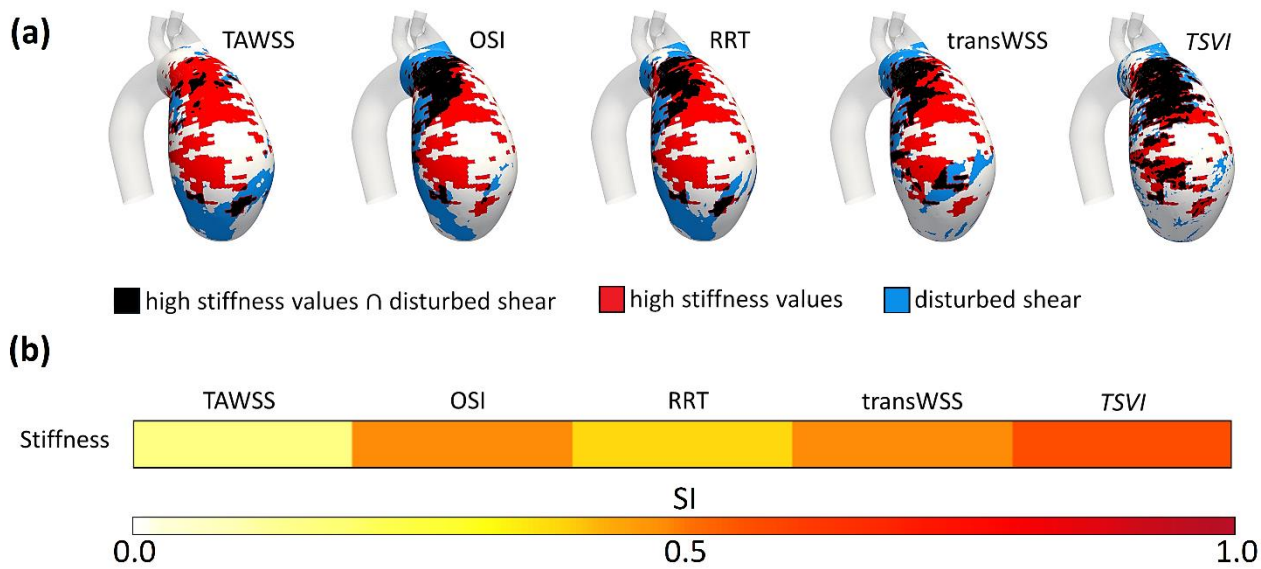 (a)
TAWSS OSI RRT transWSS TSVI
high stiffness values ∩ disturbed shear high stiffness values disturbed shear
(b)
TAWSS OSI RRT transWSS TSVI
Stiffness
SI
0.0 0.5 1.0